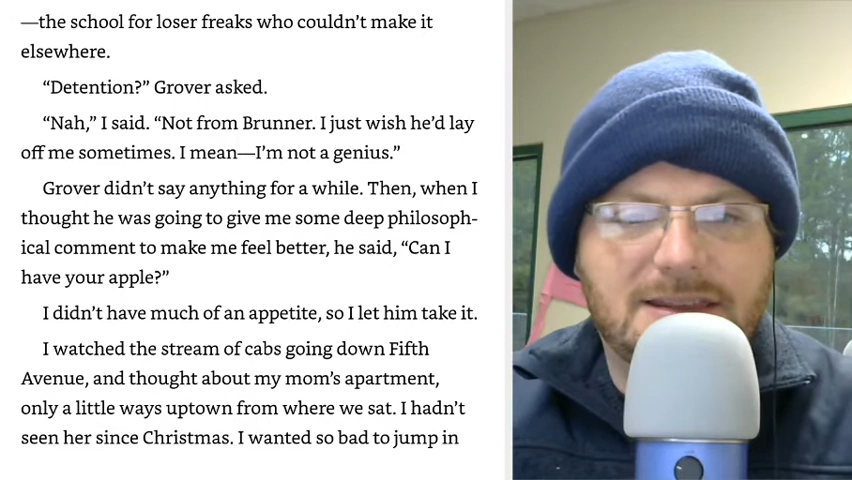 —the school for loser freaks who couldn’t make it
elsewhere.
“Detention?” Grover asked.
“Nah,” I said. “Not from Brunner. I just wish he’d lay
off me sometimes. I mean—I’m not a genius.”
Grover didn’t say anything for a while. Then, when I
thought he was going to give me some deep philosoph-
ical comment to make me feel better, he said, “Can I
have your apple?”
I didn’t have much of an appetite, so I let him take it.
I watched the stream of cabs going down Fifth
Avenue, and thought about my mom’s apartment,
only a little ways uptown from where we sat. I hadn’t
seen her since Christmas. I wanted so bad to jump in